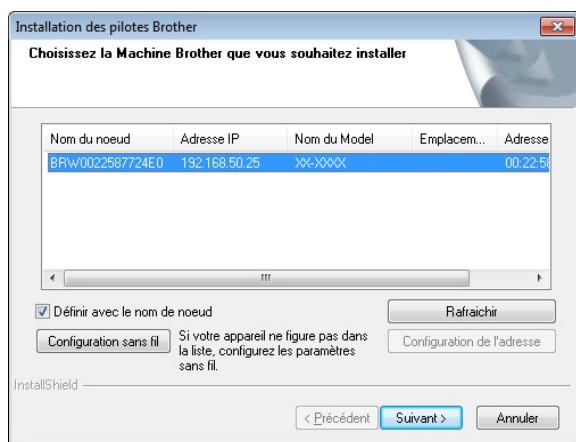 Installation des pilotes Brother
Choisissez la Machine Brother que vous souhaitez installer
Nom du noeud Adresse IP Nom du Model Emplacem... Adresse
BRW0022587724E0 192.168.50.25 XX-XXXX 00:22:58
Définir avec le nom de noeud
Rafraichir
Configuration sans fil
Si votre appareil ne figure pas dans
la liste, configurez les paramètres
sans fil.
Configuration de l'adresse
InstallShield
< Précédent Suivant > Annuler